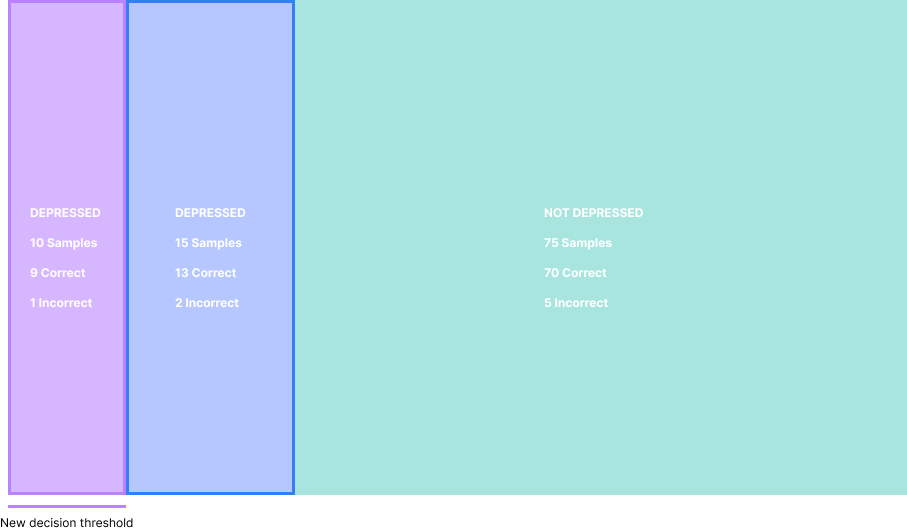 DEPRESSED
10 Samples
9 Correct
1 Incorrect
DEPRESSED
15 Samples
13 Correct
2 Incorrect
NOT DEPRESSED
75 Samples
70 Correct
5 Incorrect
New decision threshold